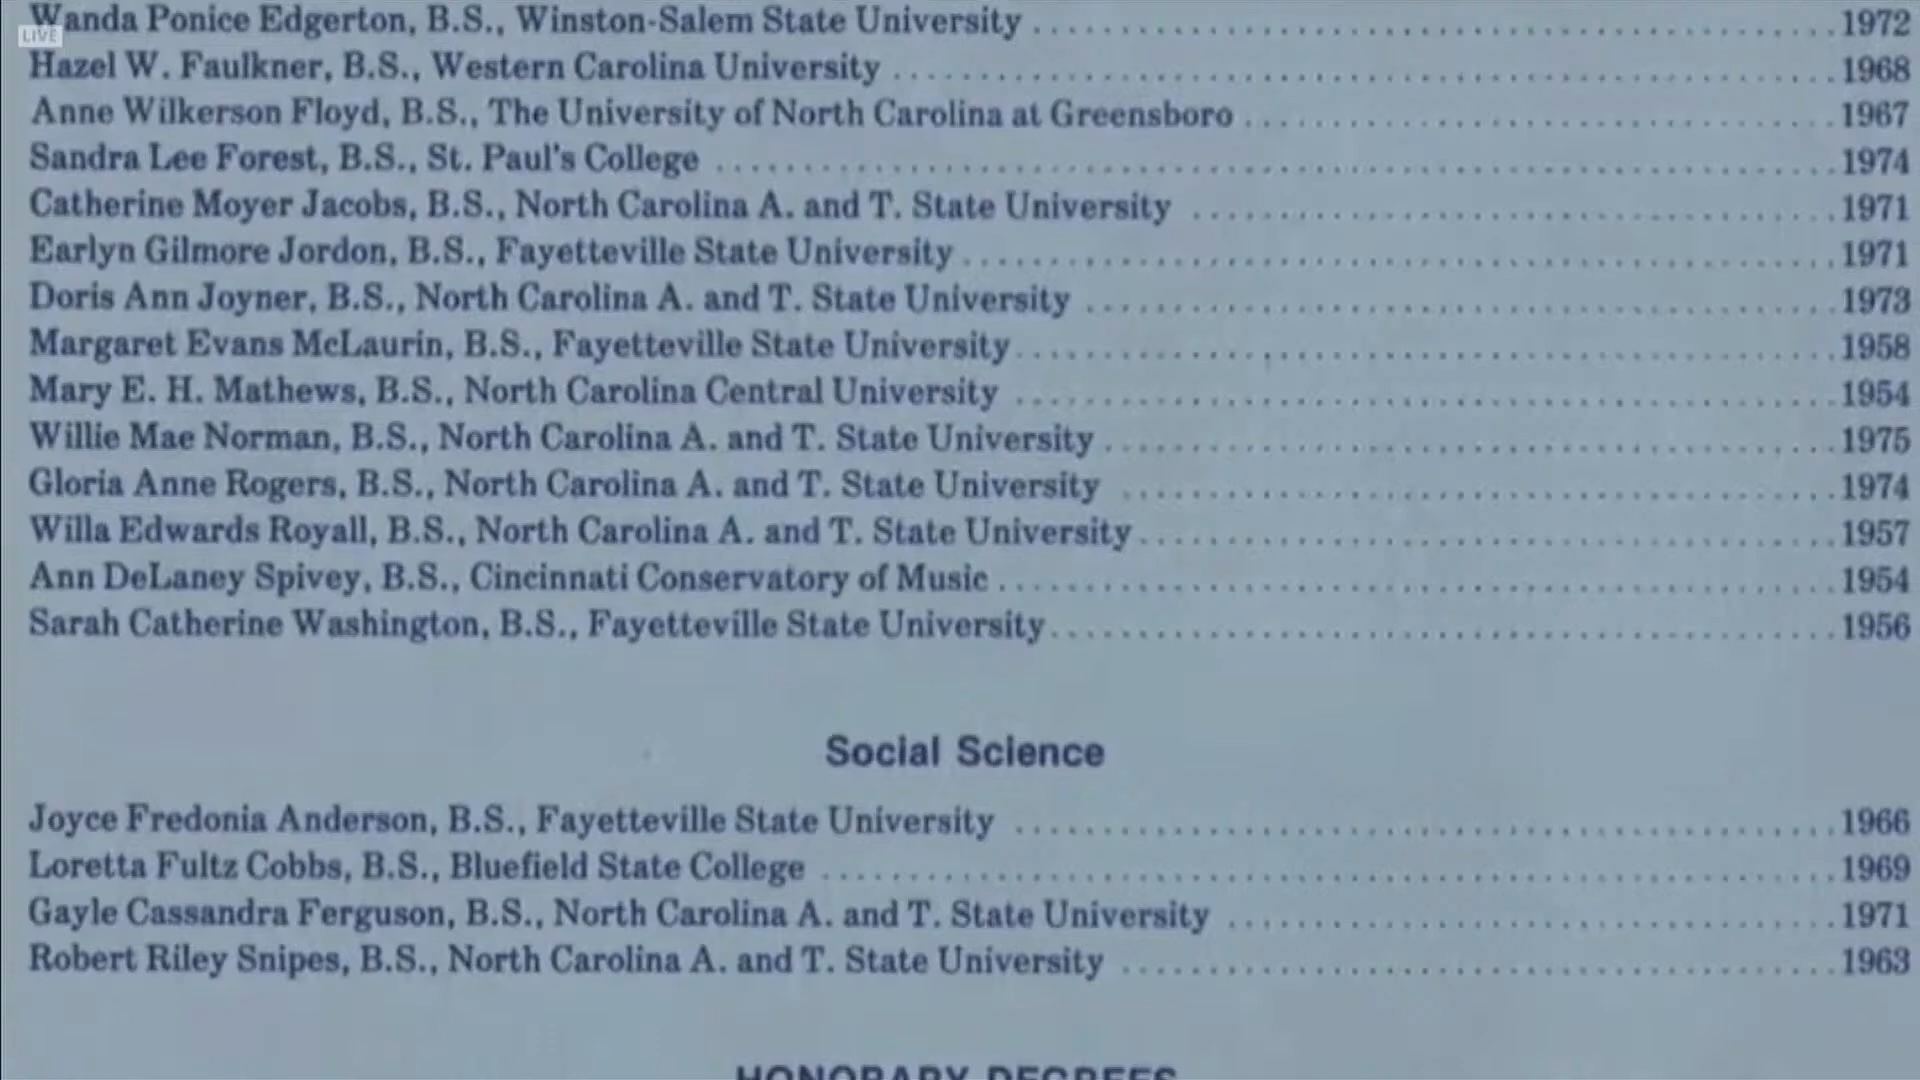 Wanda Ponice Edgerton, B.S., Winston-Salem State University 1972
LIVE
Hazel W. Faulkner, B.S., Western Carolina University 1968
Anne Wilkerson Floyd, B.S., The University of North Carolina at Greensboro 1967
Sandra Lee Forest, B.S., St. Paul's College 1974
Catherine Moyer Jacobs, B.S., North Carolina A. and T. State University 1971
Earlyn Gilmore Jordon, B.S., Fayetteville State University 1971
Doris Ann Joyner, B.S., North Carolina A. and T. State University 1973
Margaret Evans McLaurin, B.S., Fayetteville State University 1958
Mary E. H. Mathews, B.S., North Carolina Central University 1954
Willie Mae Norman, B.S., North Carolina A. and T. State University 1975
Gloria Anne Rogers, B.S., North Carolina A. and T. State University 1974
Willa Edwards Royall, B.S., North Carolina A. and T. State University 1957
Ann DeLaney Spivey, B.S., Cincinnati Conservatory of Music 1954
Sarah Catherine Washington, B.S., Fayetteville State University 1956
Social Science
Joyce Fredonia Anderson, B.S., Fayetteville State University 1966
Loretta Fultz Cobbs, B.S., Bluefield State College 1969
Gayle Cassandra Ferguson, B.S., North Carolina A. and T. State University 1971
Robert Riley Snipes, B.S., North Carolina A. and T. State University 1963
HONORARY DEGREES